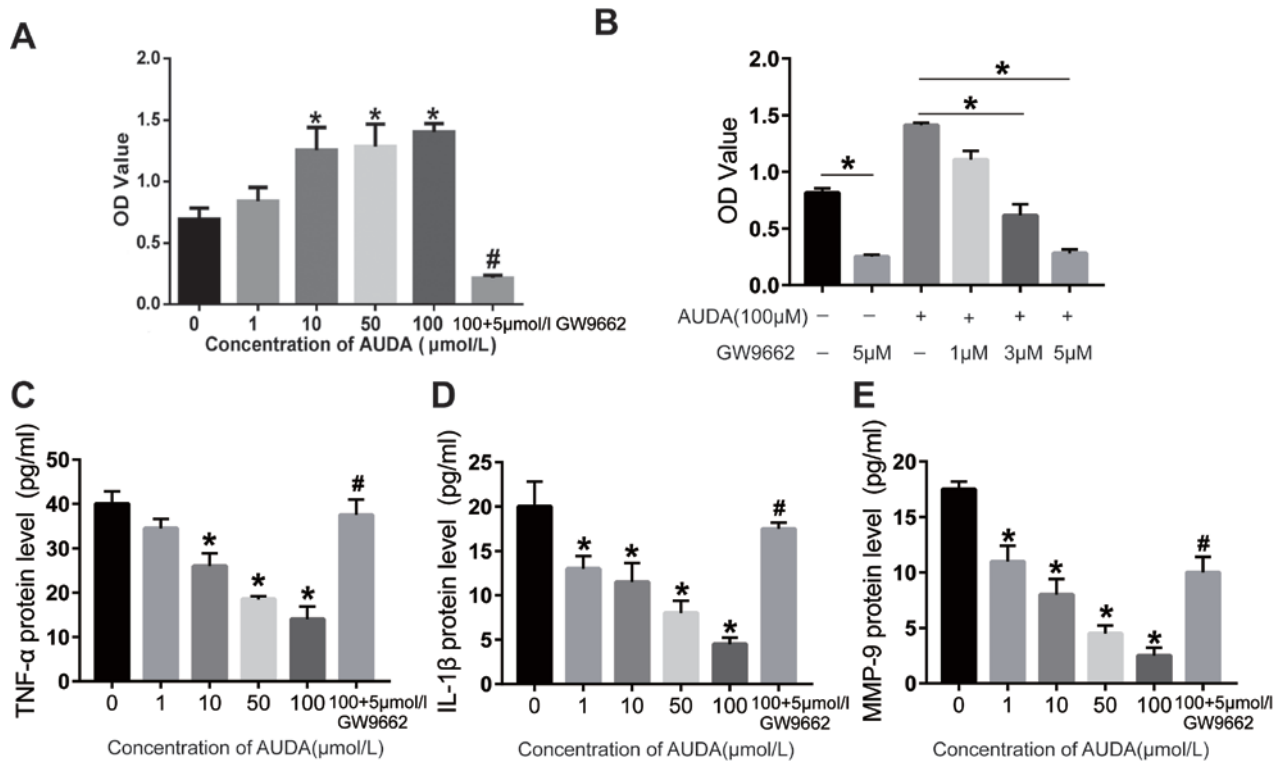 A
OD Value
2.0
1.5
1.0
0.5
0.0
* * * #
0 1 10 50 100 100+5μmol/l GW9662
Concentration of AUDA ( μmol/L)
B
OD Value
2.0
1.5
1.0
0.5
0.0
*
*
*
AUDA(100μM) − − + + + +
GW9662 − 5μM − 1μM 3μM 5μM
C
TNF-α protein level (pg/ml)
50
40
30
20
10
0
* * * #
0 1 10 50 100 100+5μmol/l
GW9662
Concentration of AUDA(μmol/L)
D
IL-1β protein level (pg/ml)
25
20
15
10
5
0
* * * * #
0 1 10 50 100 100+5μmol/l
GW9662
Concentration of AUDA(μmol/L)
E
MMP-9 protein level (pg/ml)
20
15
10
5
0
* * * * #
0 1 10 50 100 100+5μmol/l
GW9662
Concentration of AUDA(μmol/L)